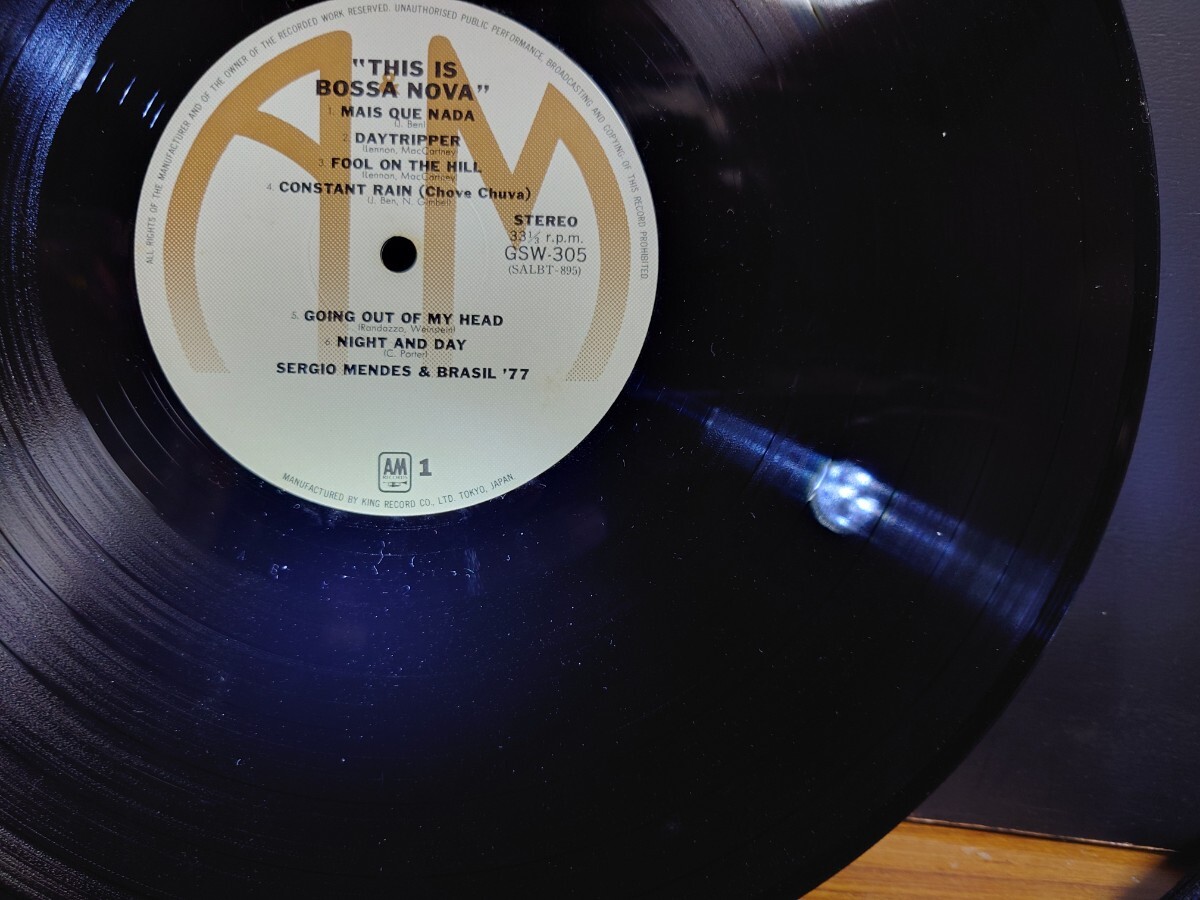 ALL RIGHTS OF THE MANUFACTURER AND OF THE OWNER OF THE RECORDED WORK RESERVED. UNAUTHORISED PUBLIC PERFORMANCE, BROADCASTING AND COPYING OF THIS RECORD PROHIBITED
"THIS IS
BOSSA NOVA"
1. MAIS QUE NADA
(J. Ben)
2. DAYTRIPPER
(Lennon, MacCartney)
3. FOOL ON THE HILL
(Lennon, MacCartney)
4. CONSTANT RAIN (Chove Chuva)
(J. Ben, N. Gimbel)
STEREO
33⅓ r.p.m.
GSW-305
(SALBT-895)
5. GOING OUT OF MY HEAD
(Randazzo, Weinstein)
6. NIGHT AND DAY
(C. Porter)
SERGIO MENDES & BRASIL '77
AM 1
MANUFACTURED BY KING RECORD CO., LTD. TOKYO, JAPAN.